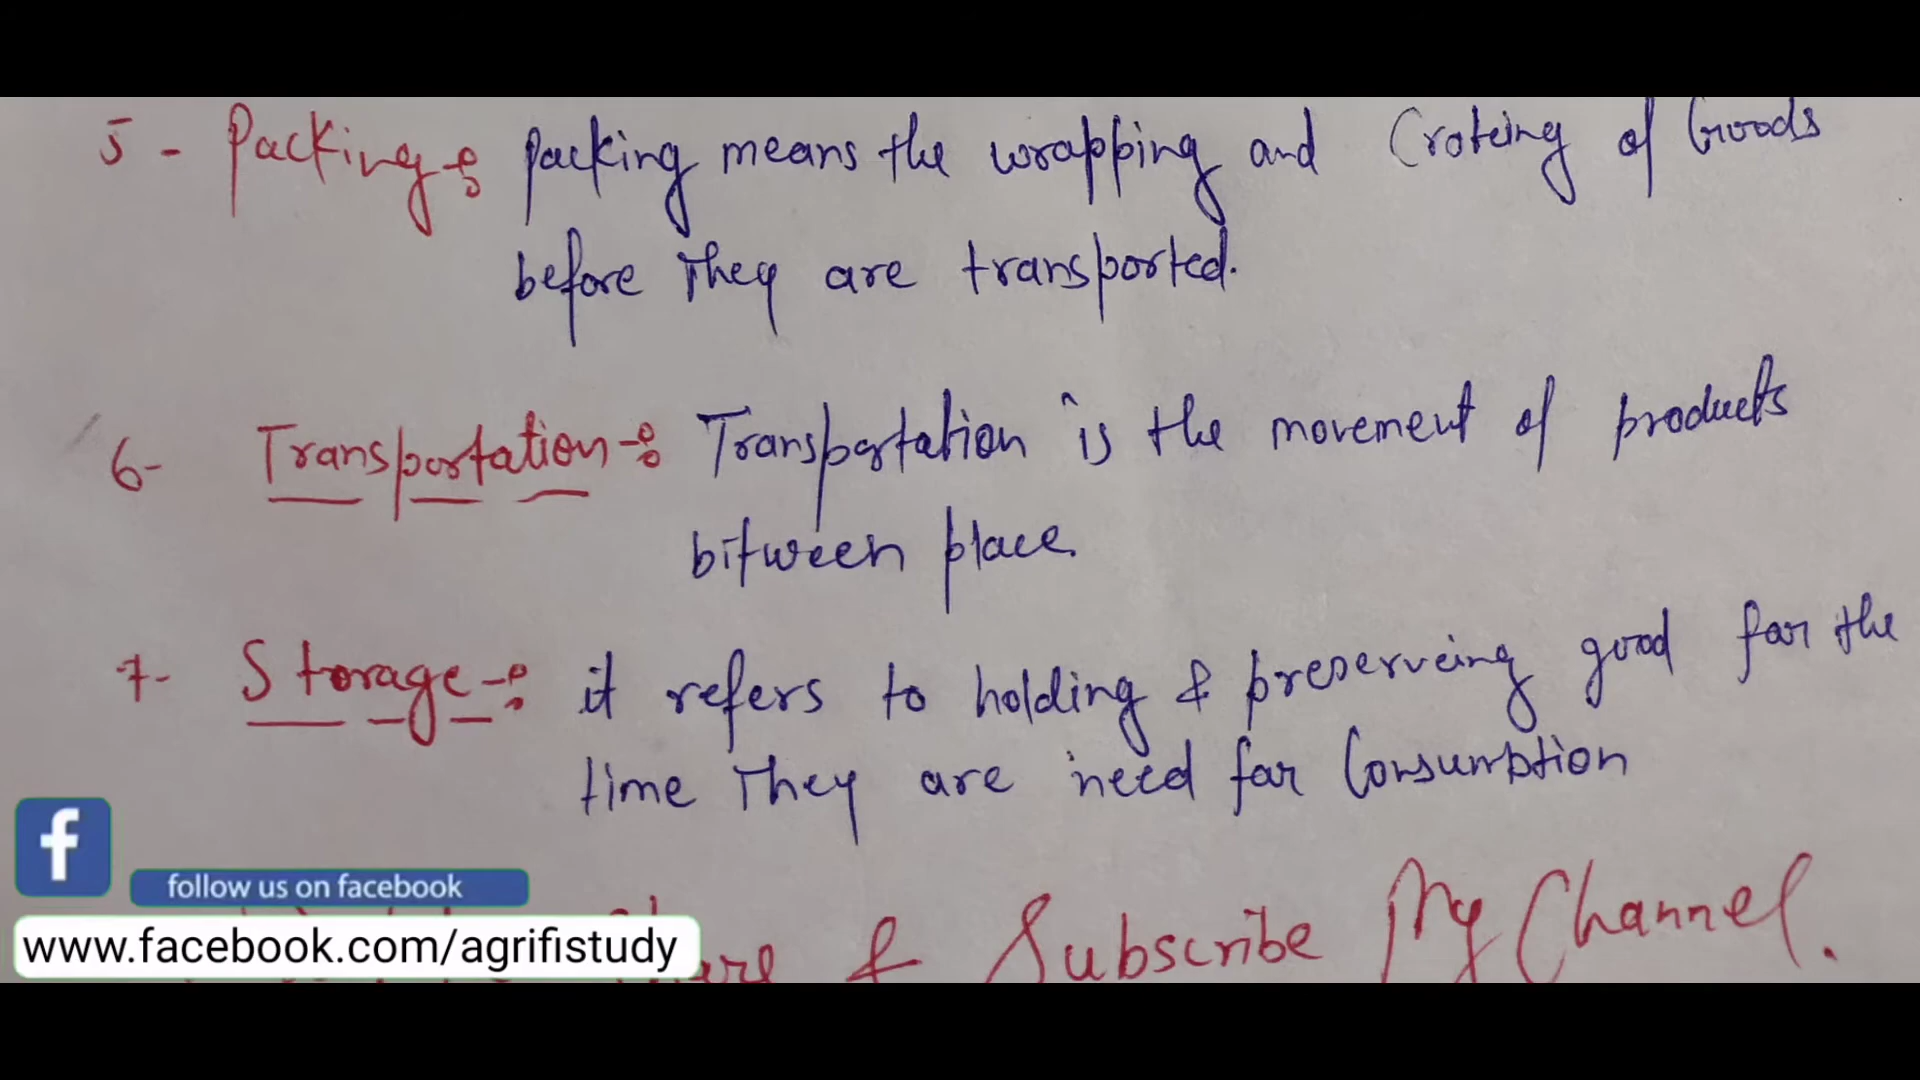 5 - Packing :- Packing means the wrapping and Croteing of Goods
before They are transported.
6- Transportation :- Transportation is the movement of products
bitween place.
7- Storage :- it refers to holding & preserveing good for the
time They are need for Consumption
follow us on facebook
& Subscribe My Channel.
www.facebook.com/agrifistudy